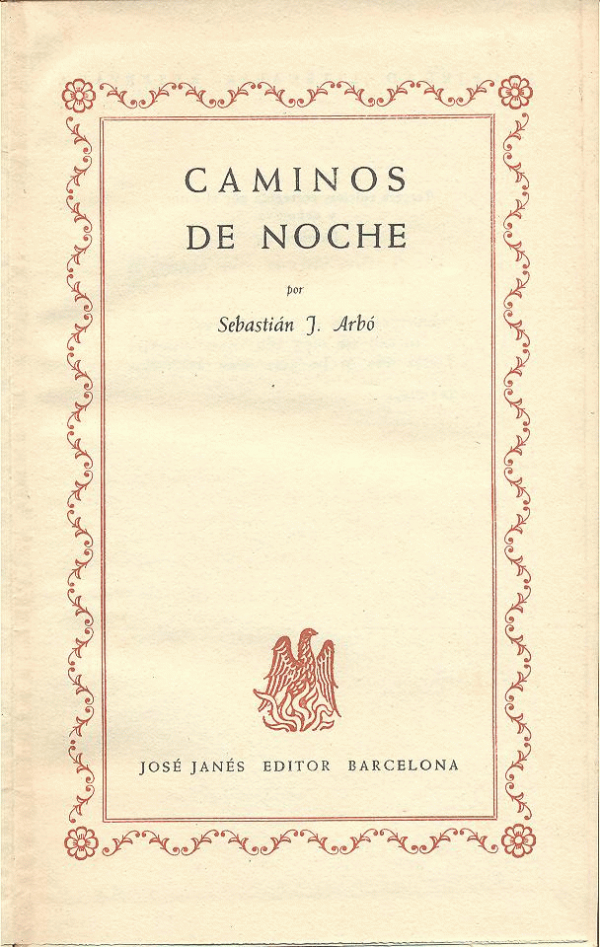 CAMINOS
DE NOCHE
por
Sebastián J. Arbó
JOSÉ JANÉS EDITOR BARCELONA